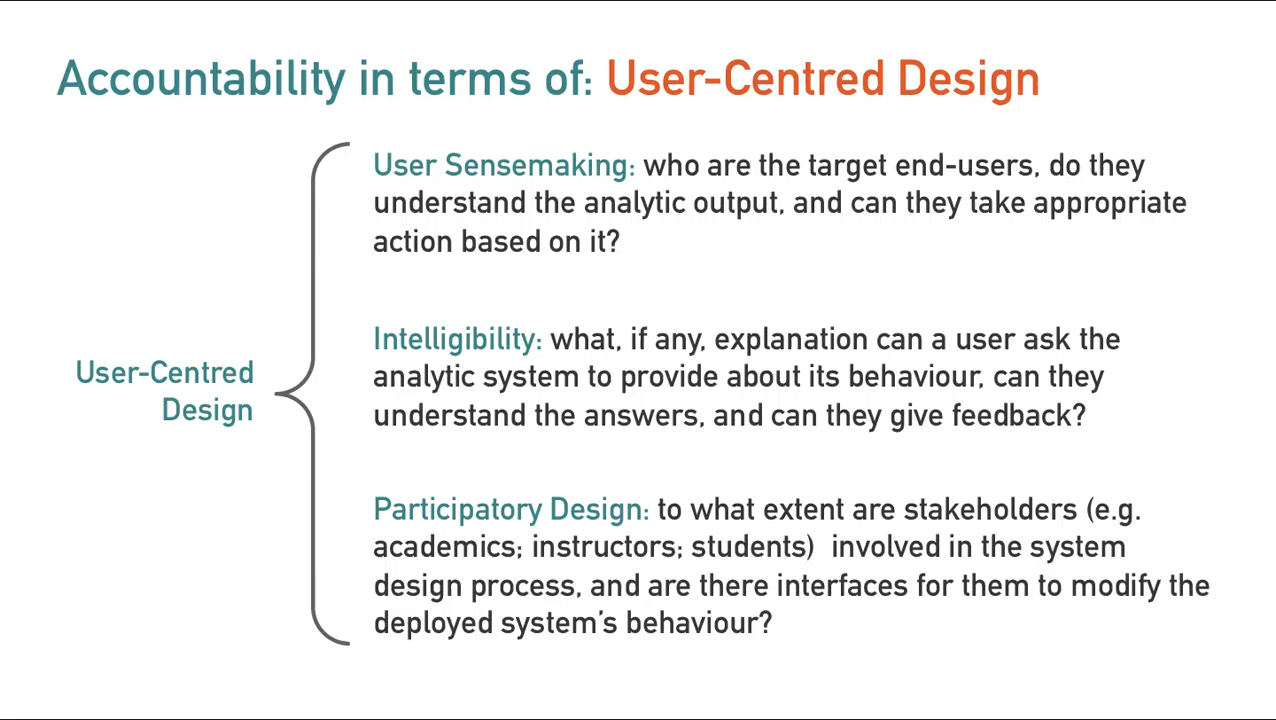 Accountability in terms of: User-Centred Design
User Sensemaking: who are the target end-users, do they
understand the analytic output, and can they take appropriate
action based on it?
Intelligibility: what, if any, explanation can a user ask the
analytic system to provide about its behaviour, can they
understand the answers, and can they give feedback?
User-Centred
Design
Participatory Design: to what extent are stakeholders (e.g.
academics; instructors; students)  involved in the system
design process, and are there interfaces for them to modify the
deployed system's behaviour?